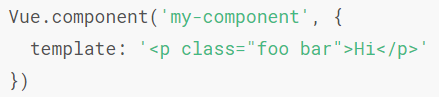 Vue.component('my-component', {
  template: '<p class="foo bar">Hi</p>'
})